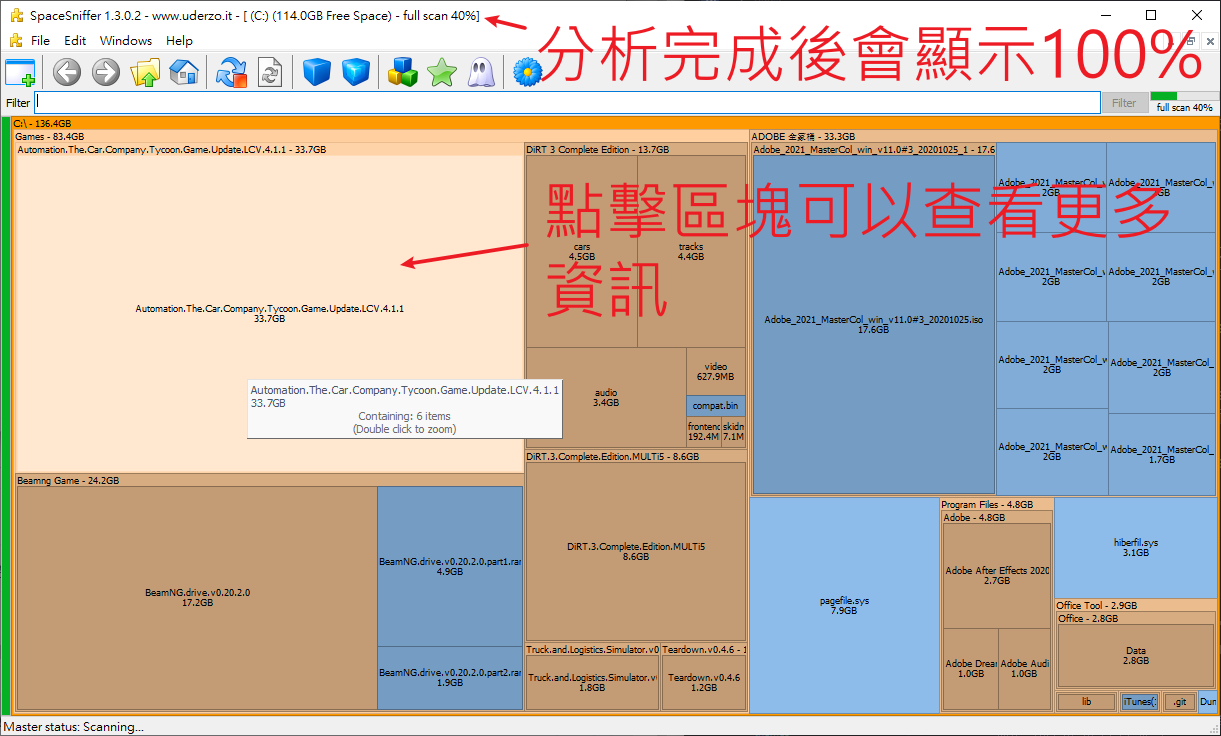 SpaceSniffer 1.3.0.2 - www.uderzo.it - [ (C:) (114.0GB Free Space) - full scan 40%]
File Edit Windows Help
分析完成後會顯示100%
Filter
Filter
full scan 40%
C:\ - 136.4GB
Games - 83.4GB
Automation.The.Car.Company.Tycoon.Game.Update.LCV.4.1.1 - 33.7GB
Automation.The.Car.Company.Tycoon.Game.Update.LCV.4.1.1
33.7GB
Automation.The.Car.Company.Tycoon.Game.Update.LCV.4.1.1
33.7GB
Containing: 6 items
(Double click to zoom)
點擊區塊可以查看更多
資訊
DiRT 3 Complete Edition - 13.7GB
cars
4.5GB
tracks
4.4GB
audio
3.4GB
video
627.9MB
compat.bin
frontend
192.4M
skidm
7.1M
Beamng Game - 24.2GB
BeamNG.drive.v0.20.2.0
17.2GB
BeamNG.drive.v0.20.2.0.part1.rar
4.9GB
BeamNG.drive.v0.20.2.0.part2.rar
1.9GB
DiRT.3.Complete.Edition.MULTi5 - 8.6GB
DiRT.3.Complete.Edition.MULTi5
8.6GB
Truck.and.Logistics.Simulator.v0
Truck.and.Logistics.Simulator.v
1.8GB
Teardown.v0.4.6 - 1
Teardown.v0.4.6
1.2GB
ADOBE 全家桶 - 33.3GB
Adobe_2021_MasterCol_win_v11.0#3_20201025_1 - 17.6
Adobe_2021_MasterCol_win_v11.0#3_20201025.iso
17.6GB
Adobe_2021_MasterCol_v
2GB
Adobe_2021_MasterCol_
2GB
Adobe_2021_MasterCol_v
2GB
Adobe_2021_MasterCol_v
2GB
Adobe_2021_MasterCol_w
2GB
Adobe_2021_MasterCol_
2GB
Adobe_2021_MasterCol_w
2GB
Adobe_2021_MasterCol_
1.7GB
pagefile.sys
7.9GB
Program Files - 4.8GB
Adobe - 4.8GB
Adobe After Effects 2020
2.7GB
Adobe Drea
1.0GB
Adobe Audi
1.0GB
hiberfil.sys
3.1GB
Office Tool - 2.9GB
Office - 2.8GB
Data
2.8GB
lib
iTunes(
.git
Dum
Master status: Scanning...